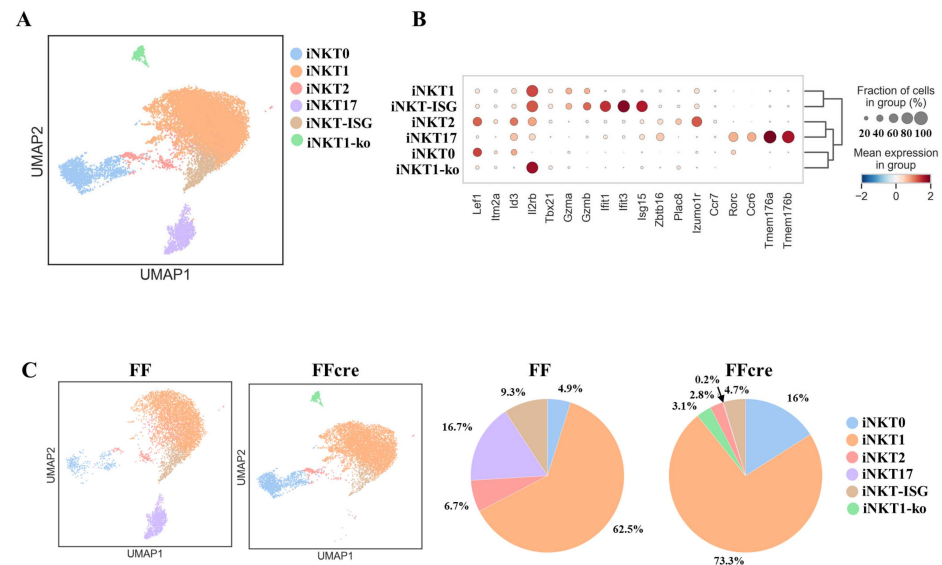 A
UMAP2
UMAP1
iNKT0
iNKT1
iNKT2
iNKT17
iNKT-ISG
iNKT1-ko
B
iNKT1
iNKT-ISG
iNKT2
iNKT17
iNKT0
iNKT1-ko
Lef1
Itm2a
Id3
Il2rb
Tbx21
Gzma
Gzmb
Ifit1
Ifit3
Isg15
Zbtb16
Plac8
Izumo1r
Ccr7
Rorc
Ccr6
Tmem176a
Tmem176b
Fraction of cells
in group (%)
20 40 60 80 100
Mean expression
in group
−2 0 2
C
FF
UMAP2
UMAP1
FFcre
UMAP2
UMAP1
FF
9.3%
4.9%
16.7%
6.7%
62.5%
FFcre
0.2%
4.7%
2.8%
3.1%
16%
73.3%
iNKT0
iNKT1
iNKT2
iNKT17
iNKT-ISG
iNKT1-ko